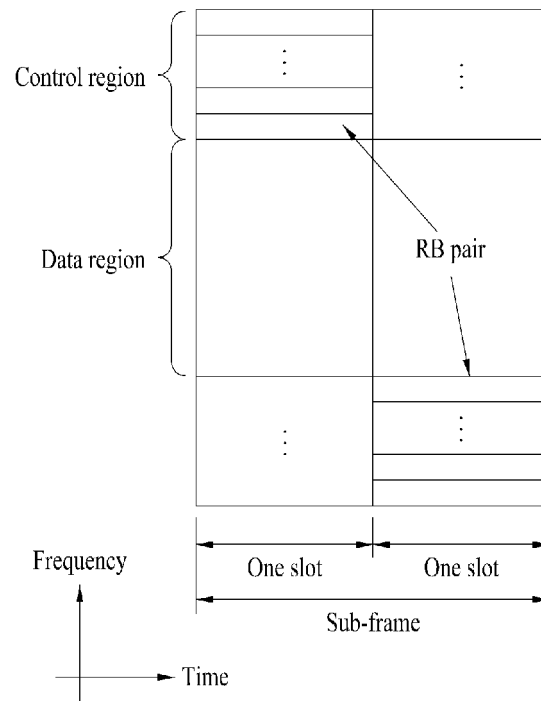 Control region
Data region
RB pair
One slot
One slot
Sub-frame
Frequency
Time